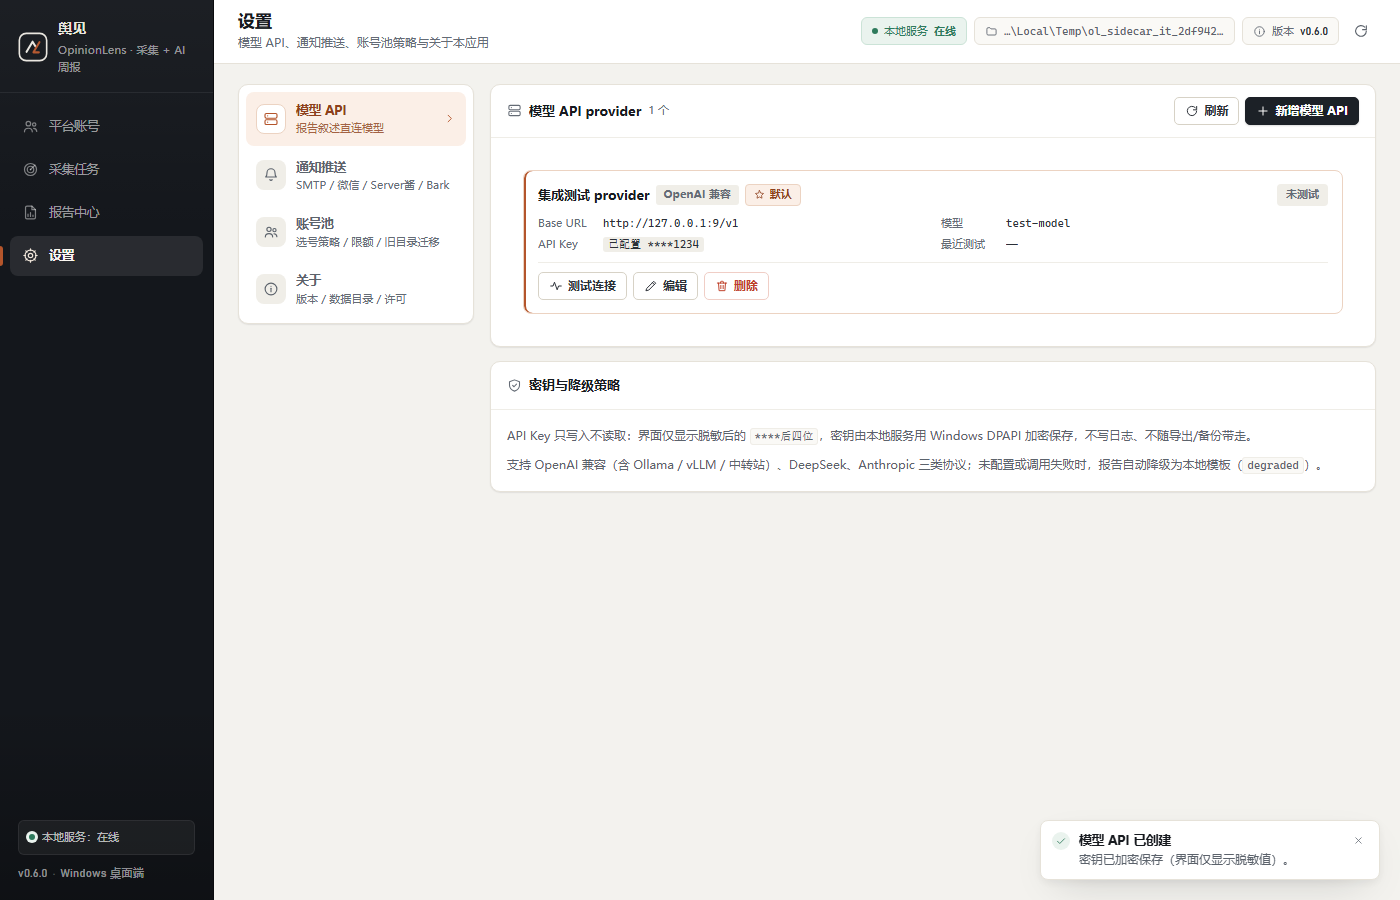 舆见
OpinionLens · 采集 + AI
周报
平台账号
采集任务
报告中心
设置
本地服务：在线
v0.6.0 · Windows 桌面端
设置
模型 API、通知推送、账号池策略与关于本应用
本地服务 在线
…\Local\Temp\ol_sidecar_it_2df942…
版本 v0.6.0
模型 API
报告叙述直连模型
通知推送
SMTP / 微信 / Server酱 / Bark
账号池
选号策略 / 限额 / 旧目录迁移
关于
版本 / 数据目录 / 许可
模型 API provider 1 个
刷新
新增模型 API
集成测试 provider OpenAI 兼容 默认
未测试
Base URL http://127.0.0.1:9/v1
模型 test-model
API Key 已配置 ****1234
最近测试 —
测试连接
编辑
删除
密钥与降级策略
API Key 只写入不读取：界面仅显示脱敏后的 ****后四位，密钥由本地服务用 Windows DPAPI 加密保存，不写日志、不随导出/备份带走。
支持 OpenAI 兼容（含 Ollama / vLLM / 中转站）、DeepSeek、Anthropic 三类协议；未配置或调用失败时，报告自动降级为本地模板（degraded）。
模型 API 已创建
密钥已加密保存（界面仅显示脱敏值）。